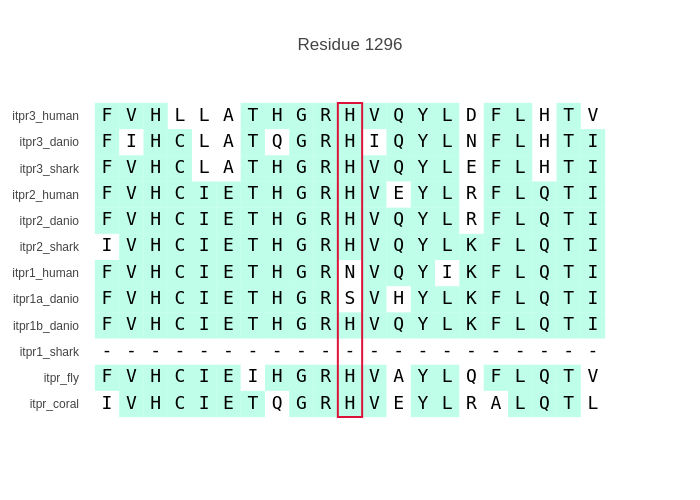 Residue 1296
itpr3_human F V H L L A T H G R H V Q Y L D F L H T V
itpr3_danio F I H C L A T Q G R H I Q Y L N F L H T I
itpr3_shark F V H C L A T H G R H V Q Y L E F L H T I
itpr2_human F V H C I E T H G R H V E Y L R F L Q T I
itpr2_danio F V H C I E T H G R H V Q Y L R F L Q T I
itpr2_shark I V H C I E T H G R H V Q Y L K F L Q T I
itpr1_human F V H C I E T H G R N V Q Y I K F L Q T I
itpr1a_danio F V H C I E T H G R S V H Y L K F L Q T I
itpr1b_danio F V H C I E T H G R H V Q Y L K F L Q T I
itpr1_shark - - - - - - - - - - - - - - - - - - - - -
itpr_fly F V H C I E I H G R H V A Y L Q F L Q T V
itpr_coral I V H C I E T Q G R H V E Y L R A L Q T L